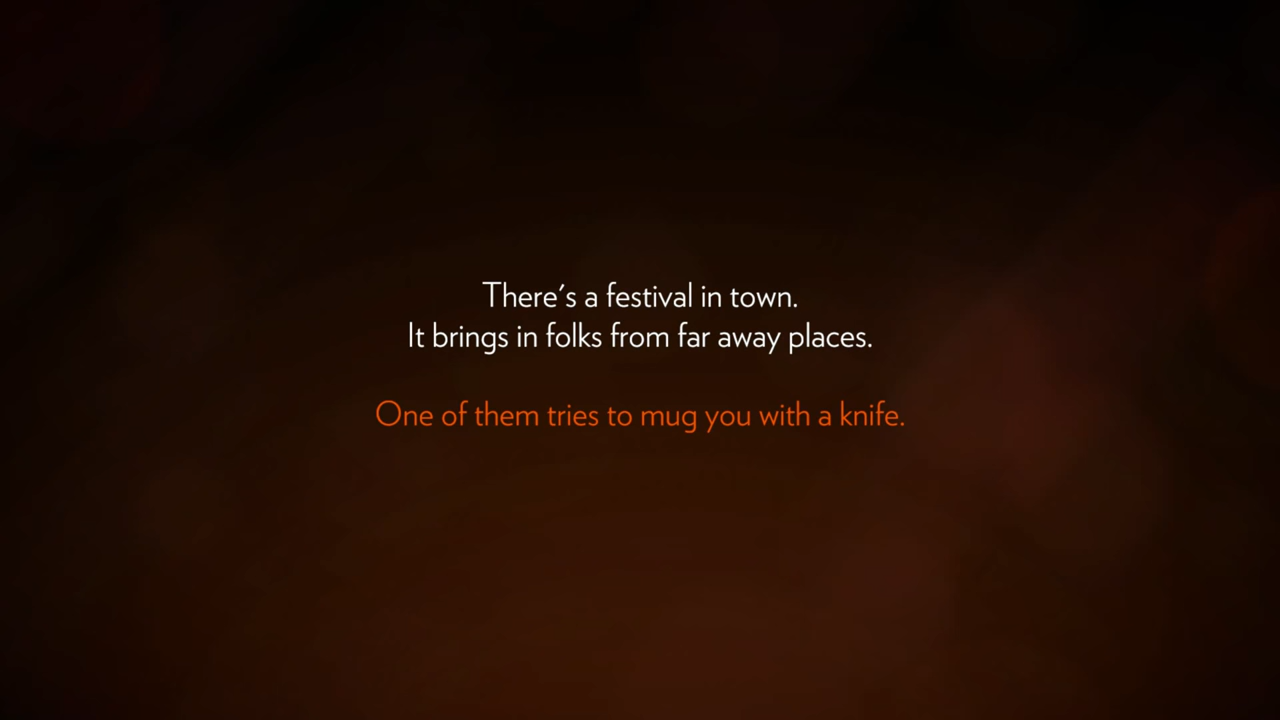 There's a festival in town.
It brings in folks from far away places.
One of them tries to mug you with a knife.